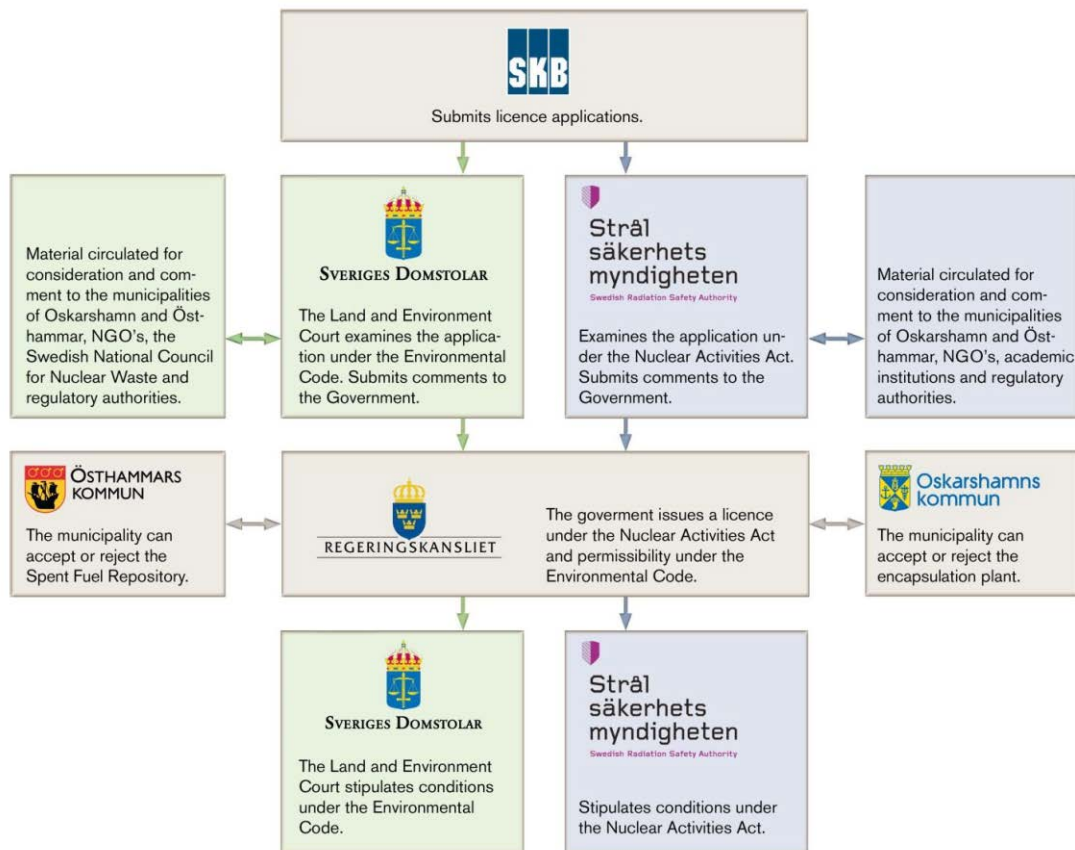 SKB
Submits licence applications.
Material circulated for
consideration and com-
ment to the municipalities
of Oskarshamn and Öst-
hammar, NGO's, the
Swedish National Council
for Nuclear Waste and
regulatory authorities.
SVERIGES DOMSTOLAR
The Land and Environment
Court examines the applica-
tion under the Environmental
Code. Submits comments to
the Government.
Strål
säkerhets
myndigheten
Swedish Radiation Safety Authority
Examines the application un-
der the Nuclear Activities Act.
Submits comments to the
Government.
Material circulated for
consideration and com-
ment to the municipalities
of Oskarshamn and Öst-
hammar, NGO's, academic
institutions and regulatory
authorities.
ÖSTHAMMARS
KOMMUN
The municipality can
accept or reject the
Spent Fuel Repository.
REGERINGSKANSLIET
The goverment issues a licence
under the Nuclear Activities Act
and permissibility under the
Environmental Code.
Oskarshamns
kommun
The municipality can
accept or reject the
encapsulation plant.
SVERIGES DOMSTOLAR
The Land and Environment
Court stipulates conditions
under the Environmental
Code.
Strål
säkerhets
myndigheten
Swedish Radiation Safety Authority
Stipulates conditions under
the Nuclear Activities Act.